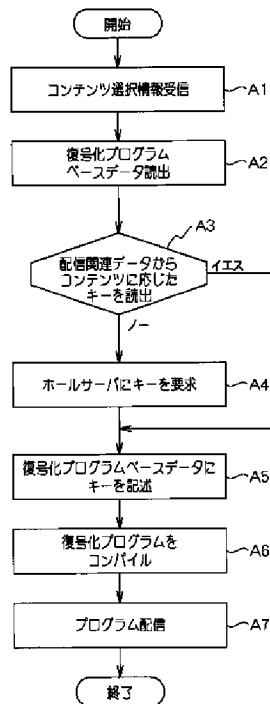 開始
コンテンツ選択情報受信
A1
復号化プログラム
ベースデータ読出
A2
A3
配信関連データから
コンテンツに応じた
キーを読出
イエス
ノー
ホールサーバにキーを要求
A4
復号化プログラムベースデータに
キーを記述
A5
復号化プログラムを
コンパイル
A6
プログラム配信
A7
終了